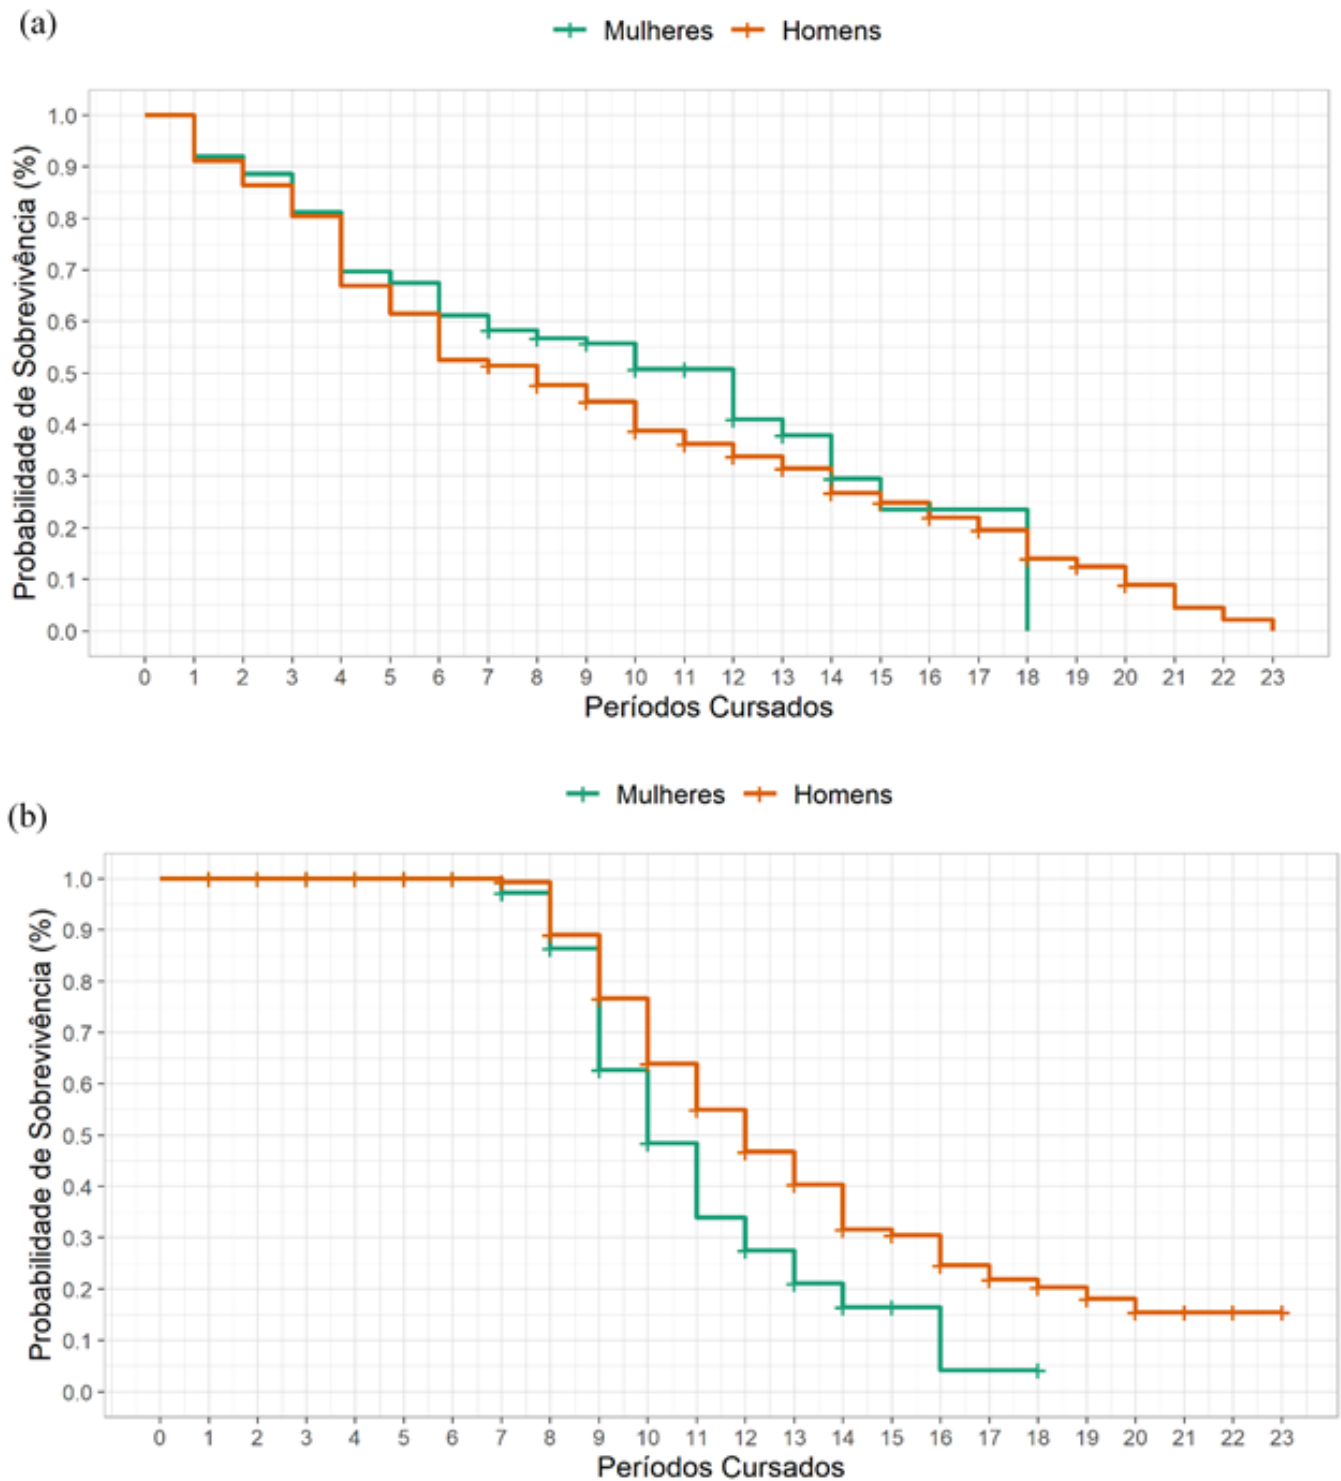 (a)
Mulheres Homens
Probabilidade de Sobrevivência (%)
1.0
0.9
0.8
0.7
0.6
0.5
0.4
0.3
0.2
0.1
0.0
0 1 2 3 4 5 6 7 8 9 10 11 12 13 14 15 16 17 18 19 20 21 22 23
Períodos Cursados
(b)
Mulheres Homens
Probabilidade de Sobrevivência (%)
1.0
0.9
0.8
0.7
0.6
0.5
0.4
0.3
0.2
0.1
0.0
0 1 2 3 4 5 6 7 8 9 10 11 12 13 14 15 16 17 18 19 20 21 22 23
Períodos Cursados